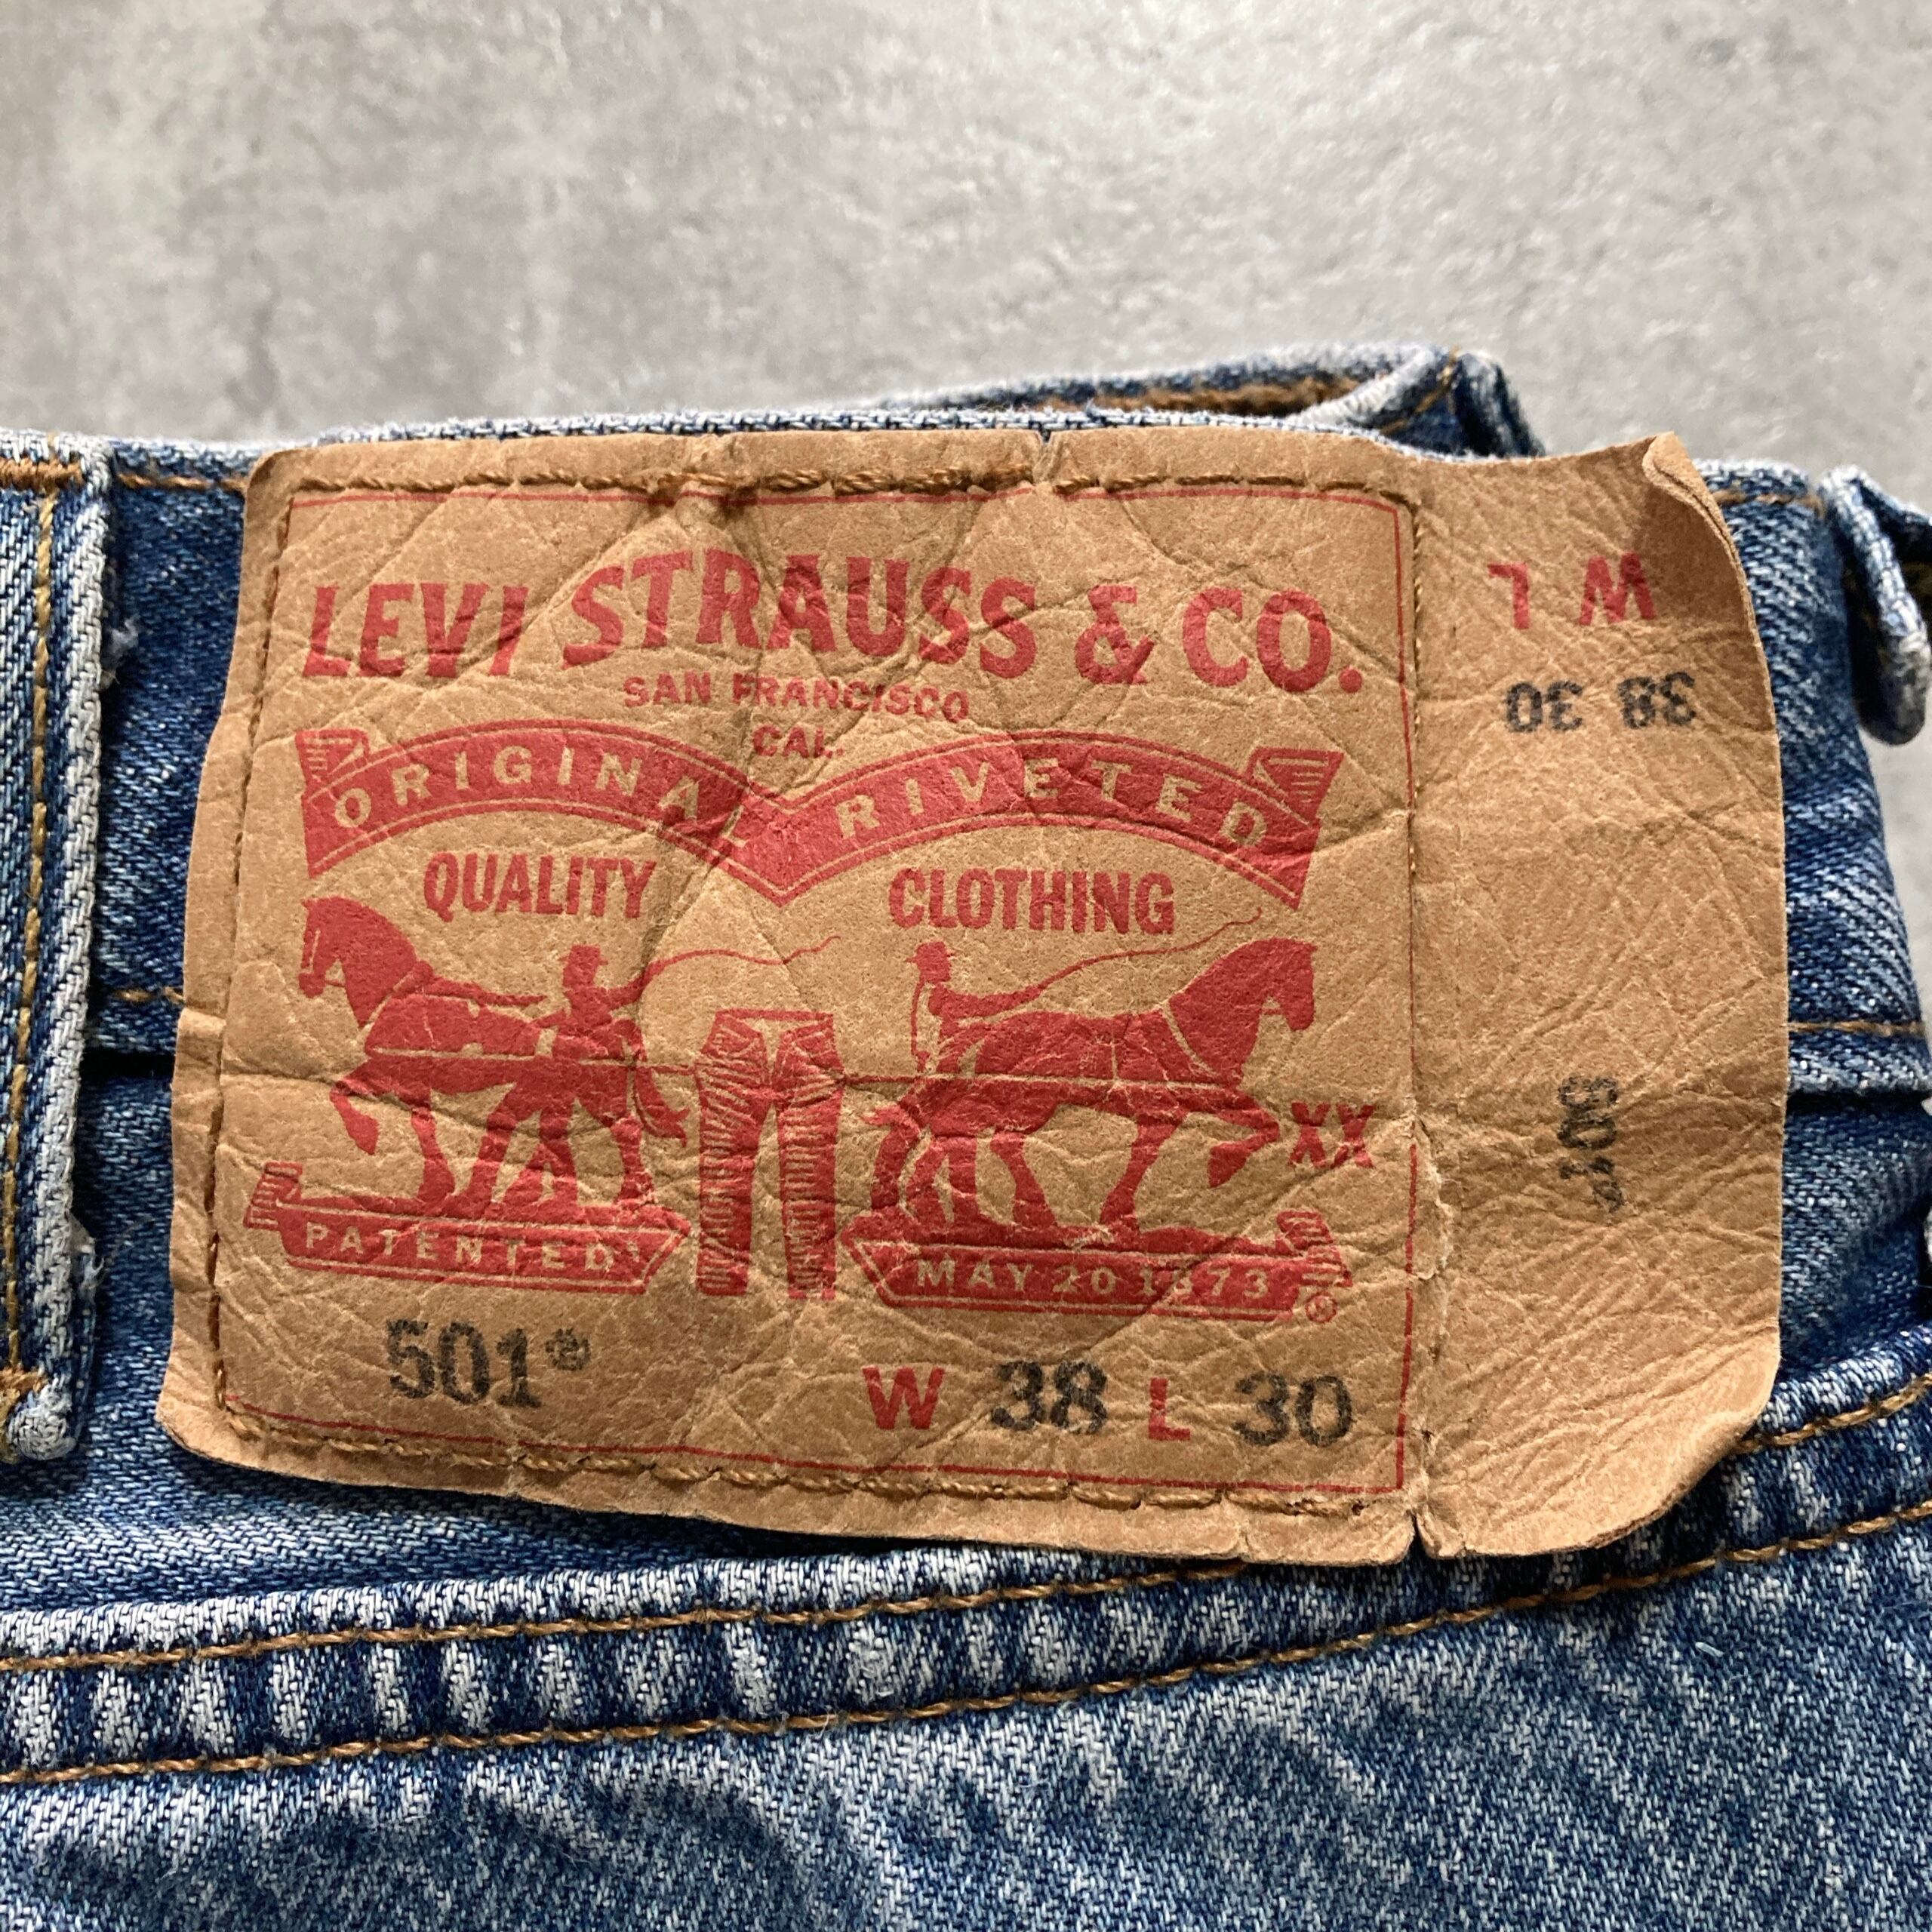 LEVI STRAUSS & CO.
SAN FRANCISCO
CAL.
ORIGINAL RIVETED
QUALITY CLOTHING
XX
PATENTED MAY 20 1873 ®
501® W 38 L 30
W L
38 30
501®